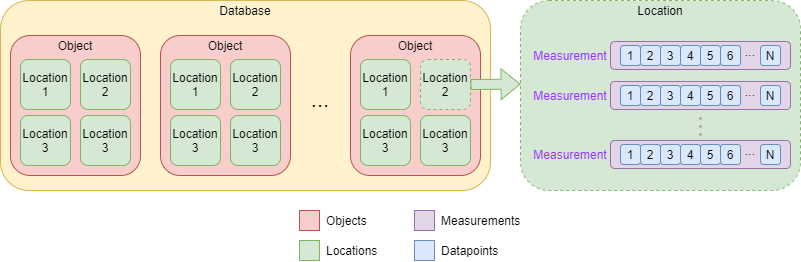 Database
Location
Object
Object
Object
Location
1
Location
2
Location
1
Location
2
Location
1
Location
2
Location
3
Location
3
Location
3
Location
3
...
Location
3
Location
3
Measurement 1 2 3 4 5 6 ... N
Measurement 1 2 3 4 5 6 ... N
...
Measurement 1 2 3 4 5 6 ... N
Objects
Measurements
Locations
Datapoints